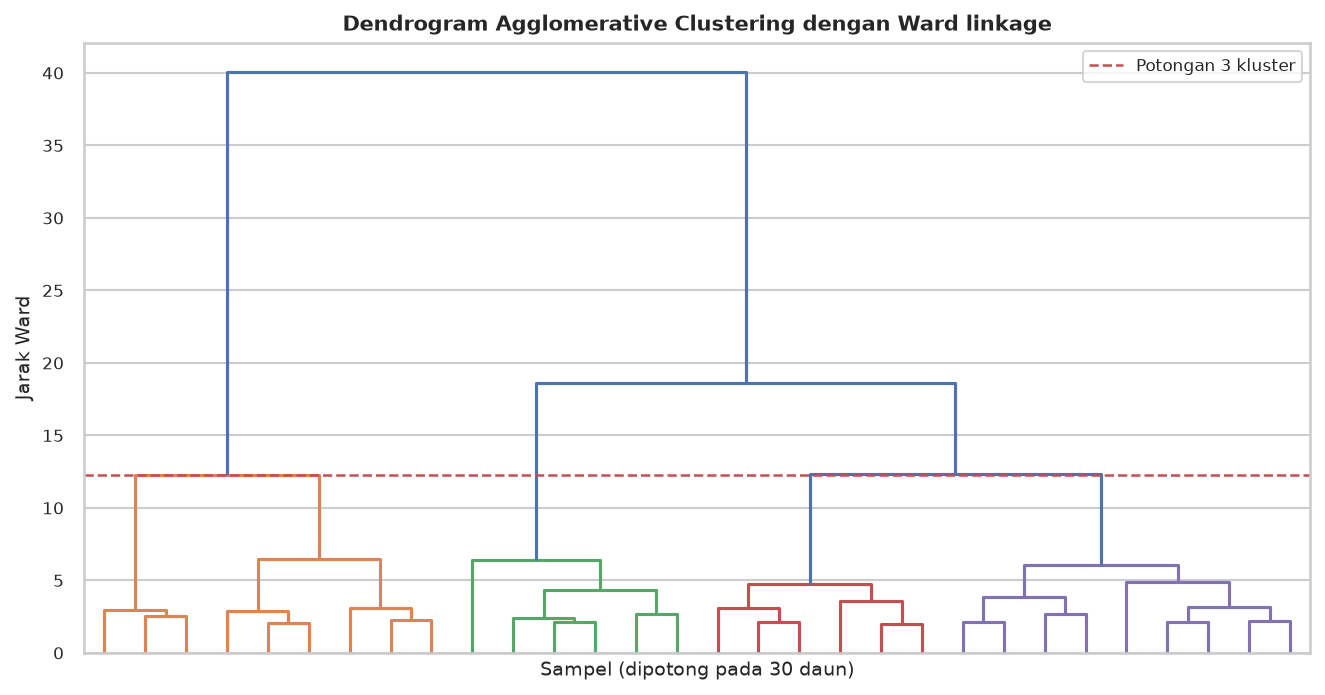 Dendrogram Agglomerative Clustering dengan Ward linkage
Potongan 3 kluster
Jarak Ward
40
35
30
25
20
15
10
5
0
Sampel (dipotong pada 30 daun)